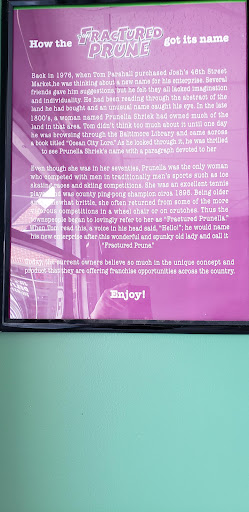 How the FRACTURED PRUNE got its name
Back in 1976, when Tom Parshall purchased Josh's 48th Street
Market, he was thinking about a new name for his enterprise. Several
friends gave him suggestions, but he felt they all lacked imagination
and individuality. He had been reading through the abstract of the
land he had bought and an unusual name caught his eye. In the late
1800's, a woman named Prunella Shriek had owned much of the
land in that area. Tom didn't think too much about it until one day
he was browsing through the Baltimore Library and came across
a book titled "Ocean City Lore." As he looked through it, he was thrilled
to see Prunella Shriek's name with a paragraph devoted to her
Even though she was in her seventies, Prunella was the only woman
who competed with men in traditionally men's sports such as ice
skating races and skiing competitions. She was an excellent tennis
player and was county ping-pong champion circa 1898. Being older
and somewhat brittle, she often returned from some of the more
vigorous competitions in a wheel chair or on crutches. Thus the
townspeople began to lovingly refer to her as "Fractured Prunella."
When Tom read this, a voice in his head said, "Hello!"; he would name
his new enterprise after this wonderful and spunky old lady and call it
"Fractured Prune"
Today, the current owners believe so much in the unique concept and
product that they are offering franchise opportunities across the country.
Enjoy!